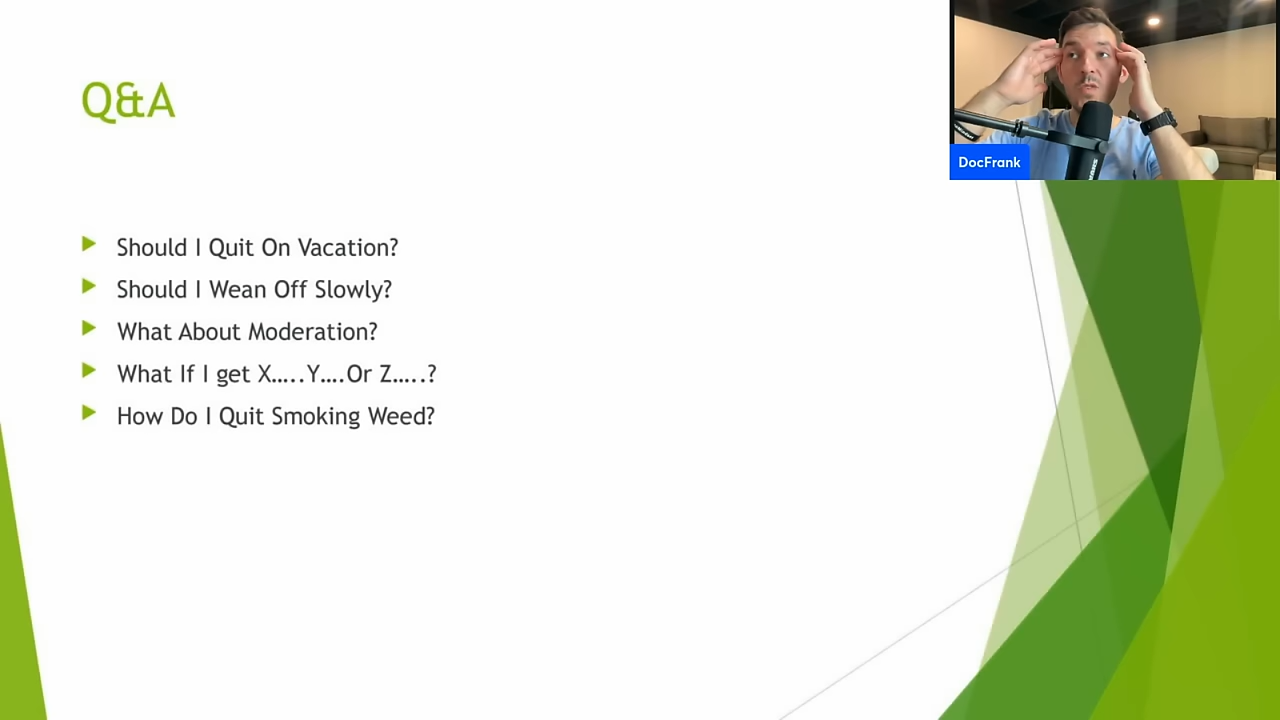 Q&A
DocFrank
Should I Quit On Vacation?
Should I Wean Off Slowly?
What About Moderation?
What If I get X.....Y....Or Z.....?
How Do I Quit Smoking Weed?